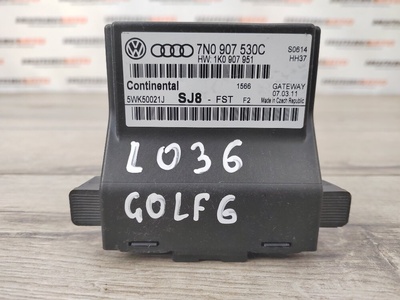 7N0 907 530C
HW: 1K0 907 951
S0614
HH37
Continental
1566
GATEWAY
07.03.11
5WK50021J
SJ8 - FST F2
Made in Czech Republic
L036
GOLF6